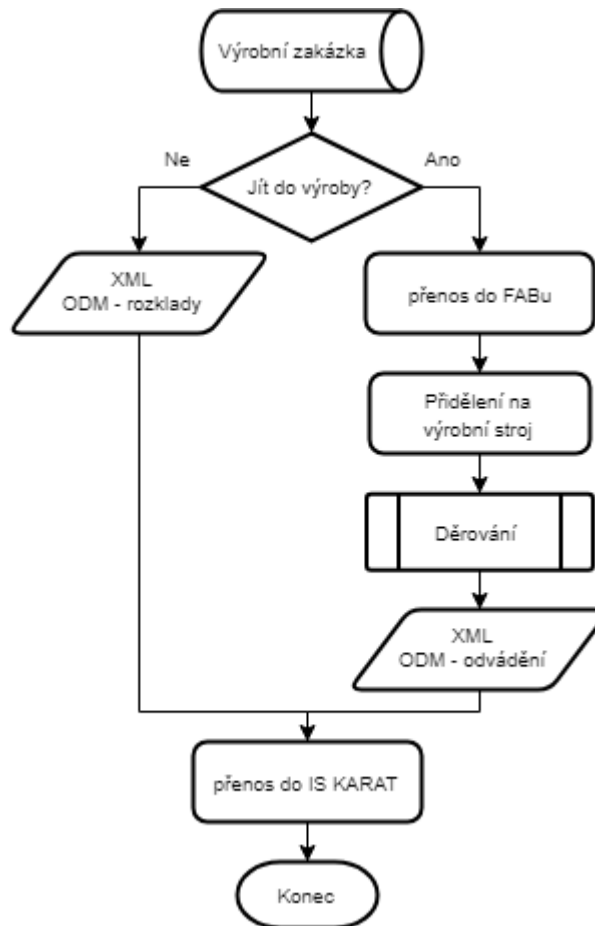 Výrobní zakázka
Ne
Ano
Jít do výroby?
XML
ODM - rozklady
přenos do FABu
Přidělení na
výrobní stroj
Děrování
XML
ODM - odvádění
přenos do IS KARAT
Konec